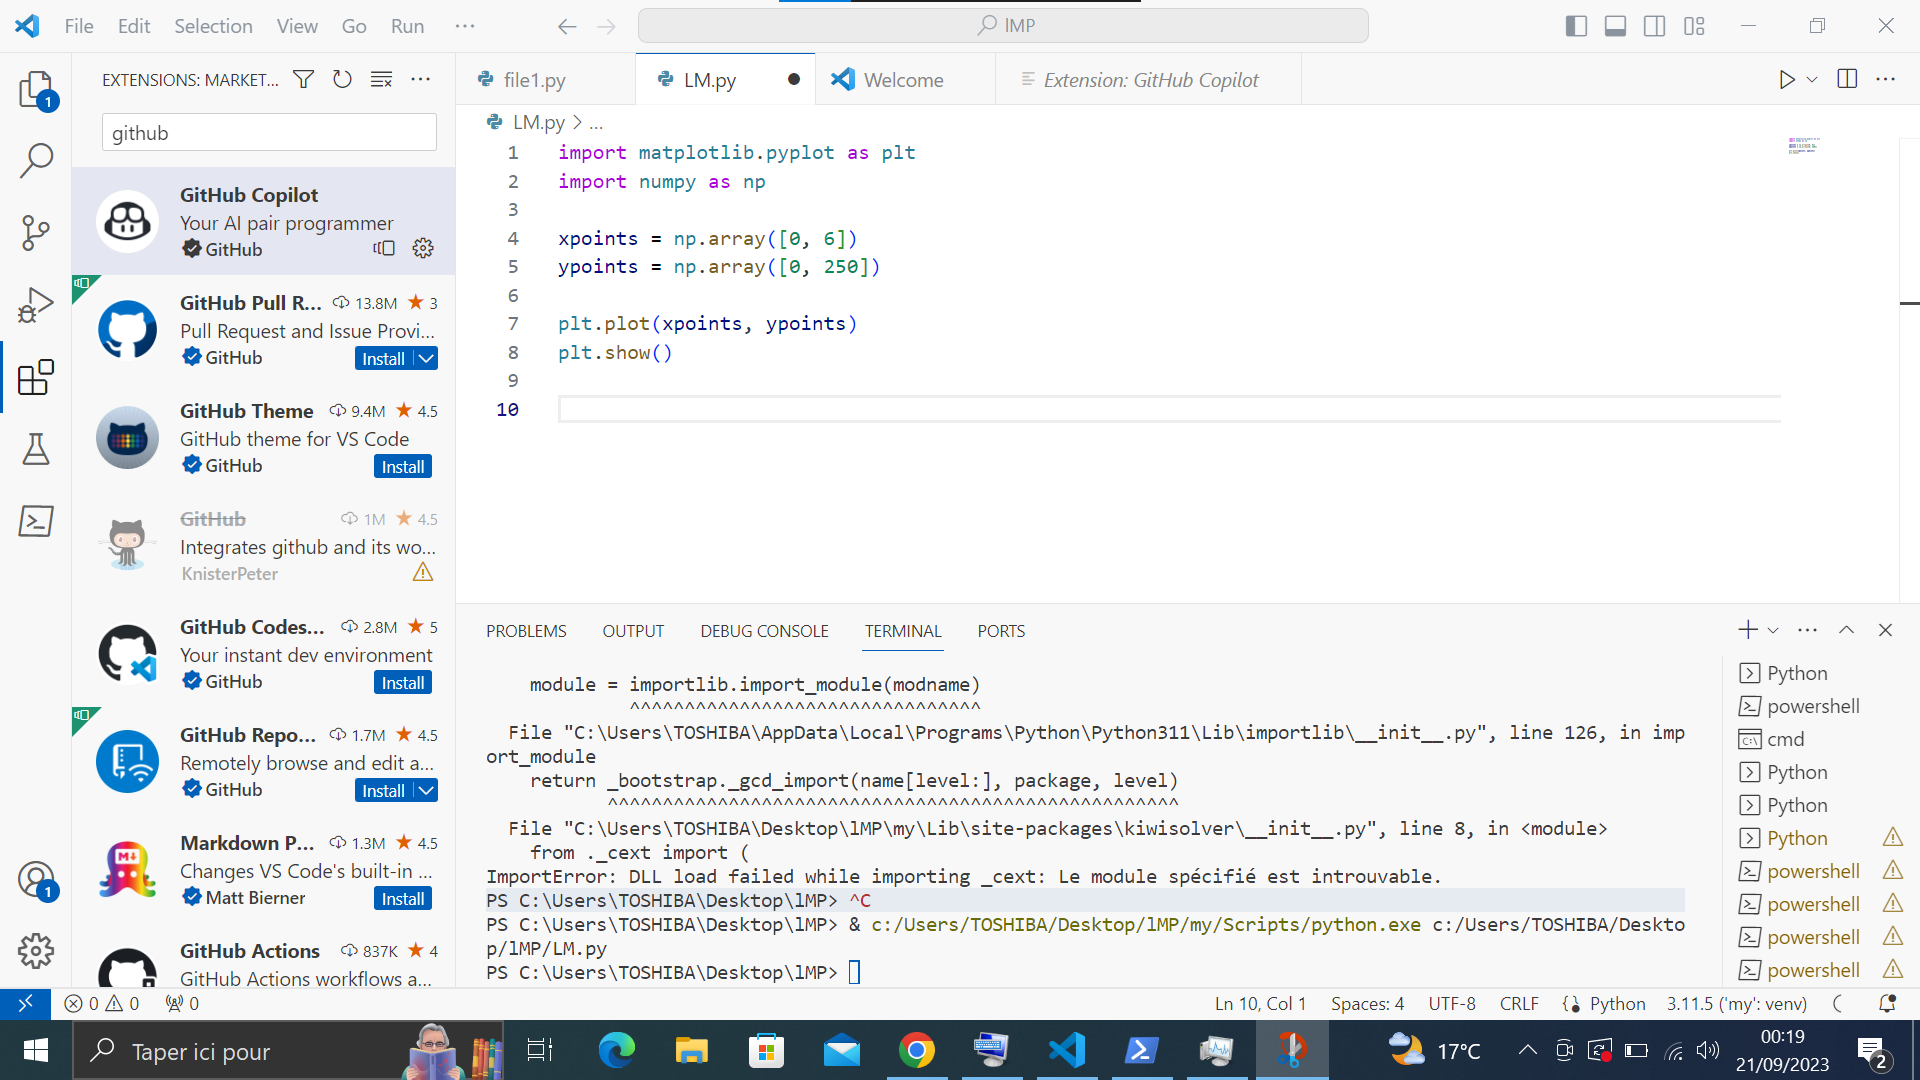 File Edit Selection View Go Run ...
IMP
EXTENSIONS: MARKET...
github
GitHub Copilot
Your AI pair programmer
GitHub
GitHub Pull R... 13.8M 3
Pull Request and Issue Provi...
GitHub Install
GitHub Theme 9.4M 4.5
GitHub theme for VS Code
GitHub Install
GitHub 1M 4.5
Integrates github and its wo...
KnisterPeter
GitHub Codes... 2.8M 5
Your instant dev environment
GitHub Install
GitHub Repo... 1.7M 4.5
Remotely browse and edit a...
GitHub Install
Markdown P... 1.3M 4.5
Changes VS Code's built-in ...
Matt Bierner Install
GitHub Actions 837K 4
GitHub Actions workflows a...
1
1
file1.py LM.py Welcome Extension: GitHub Copilot
LM.py > ...
1 import matplotlib.pyplot as plt
2 import numpy as np
3
4 xpoints = np.array([0, 6])
5 ypoints = np.array([0, 250])
6
7 plt.plot(xpoints, ypoints)
8 plt.show()
9
10
PROBLEMS OUTPUT DEBUG CONSOLE TERMINAL PORTS
module = importlib.import_module(modname)
^^^^^^^^^^^^^^^^^^^^^^^^^^^^^^^^
File "C:\Users\TOSHIBA\AppData\Local\Programs\Python\Python311\Lib\importlib\__init__.py", line 126, in imp
ort_module
return _bootstrap._gcd_import(name[level:], package, level)
^^^^^^^^^^^^^^^^^^^^^^^^^^^^^^^^^^^^^^^^^^^^^^^^^^^^
File "C:\Users\TOSHIBA\Desktop\lMP\my\Lib\site-packages\kiwisolver\__init__.py", line 8, in <module>
from ._cext import (
ImportError: DLL load failed while importing _cext: Le module spécifié est introuvable.
PS C:\Users\TOSHIBA\Desktop\lMP> ^C
PS C:\Users\TOSHIBA\Desktop\lMP> & c:/Users/TOSHIBA/Desktop/lMP/my/Scripts/python.exe c:/Users/TOSHIBA/Deskto
p/lMP/LM.py
PS C:\Users\TOSHIBA\Desktop\lMP>
Python
powershell
cmd
Python
Python
Python
powershell
powershell
powershell
powershell
0 0 0 Ln 10, Col 1 Spaces: 4 UTF-8 CRLF Python 3.11.5 ('my': venv)
Taper ici pour
17°C
00:19
21/09/2023
2